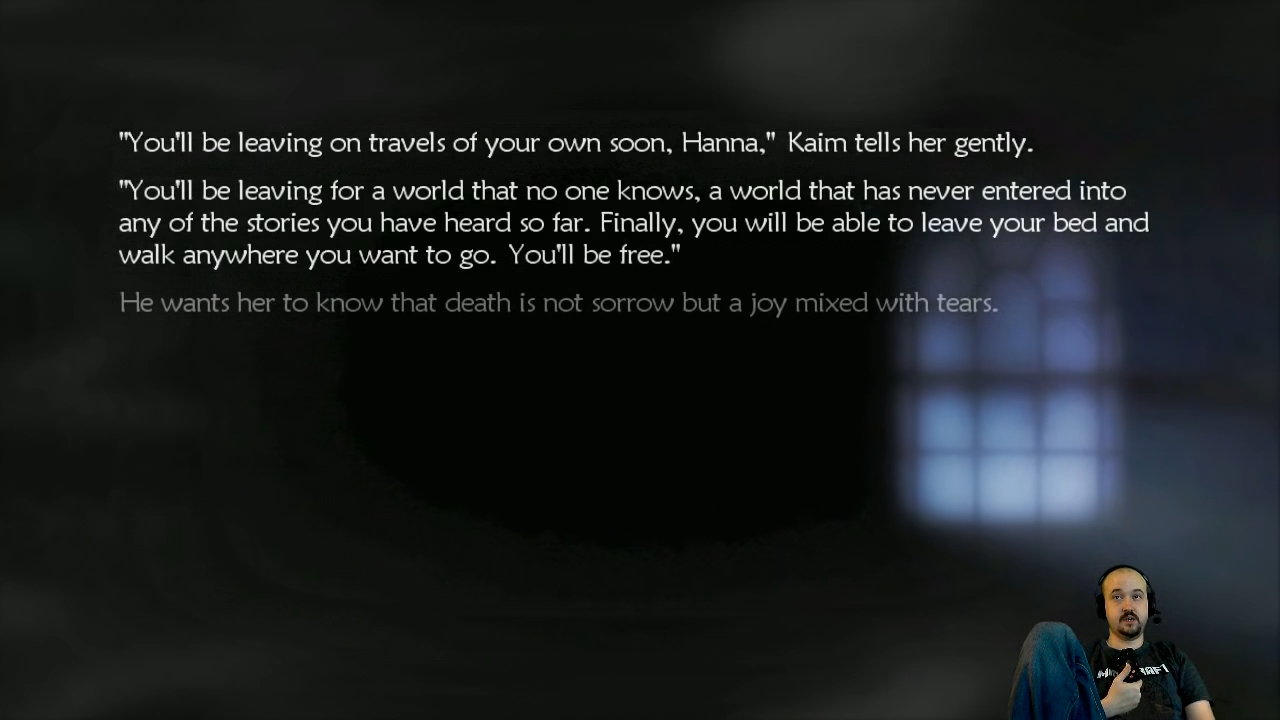 "You'll be leaving on travels of your own soon, Hanna," Kaim tells her gently.
"You'll be leaving for a world that no one knows, a world that has never entered into
any of the stories you have heard so far. Finally, you will be able to leave your bed and
walk anywhere you want to go. You'll be free."
He wants her to know that death is not sorrow but a joy mixed with tears.